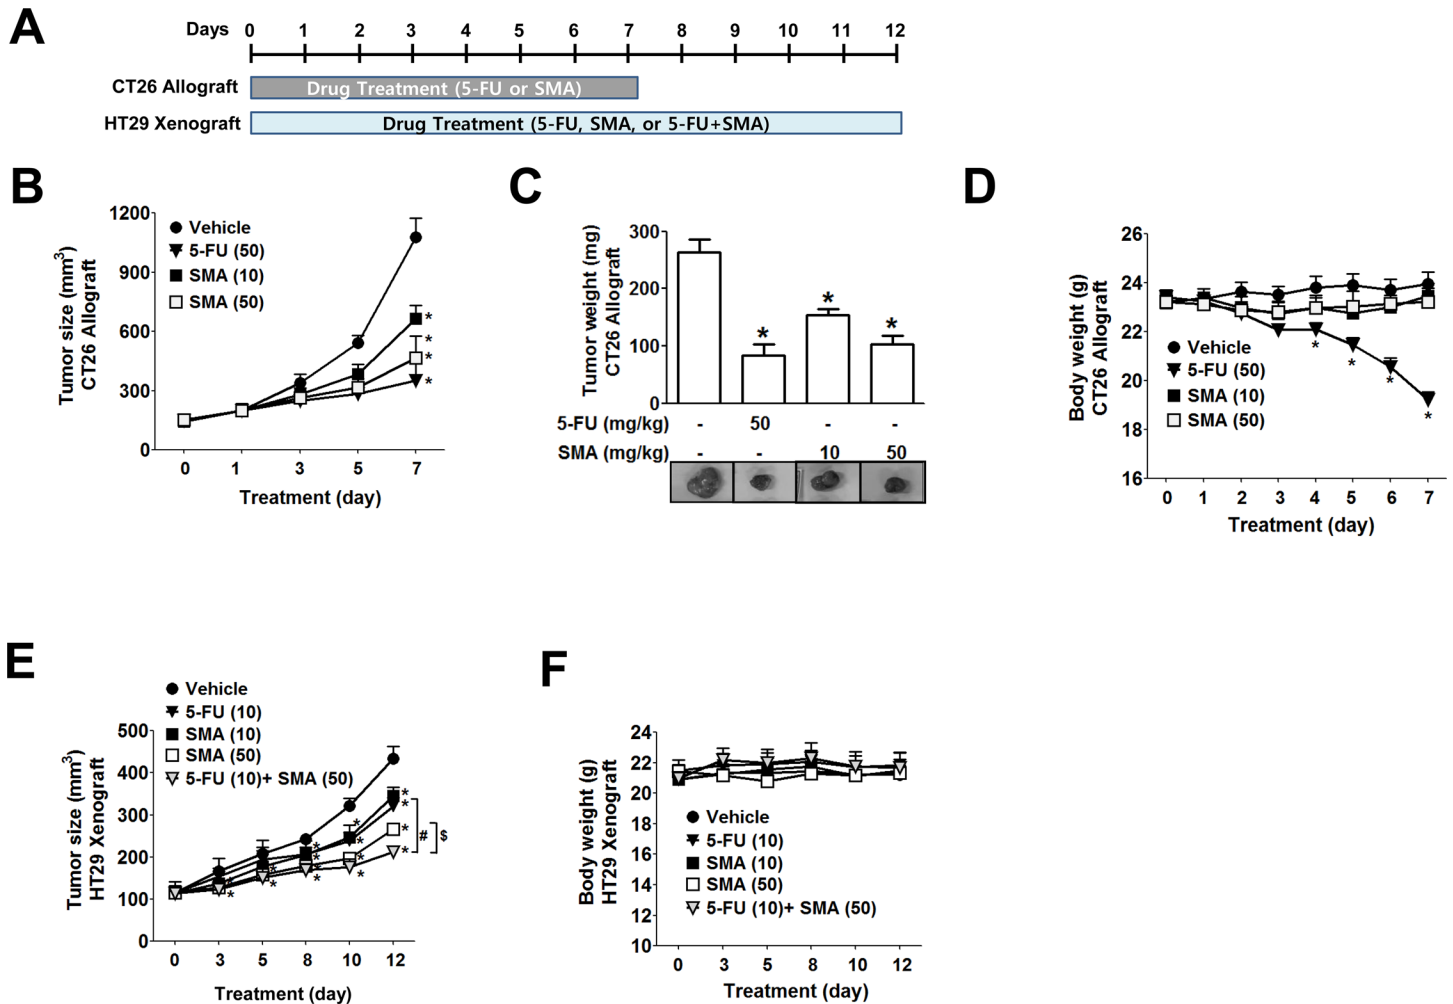 A
Days 0 1 2 3 4 5 6 7 8 9 10 11 12
CT26 Allograft Drug Treatment (5-FU or SMA)
HT29 Xenograft Drug Treatment (5-FU, SMA, or 5-FU+SMA)
B
Tumor size (mm3)
CT26 Allograft
1200
900
600
300
0
Vehicle
5-FU (50)
SMA (10)
SMA (50)
*
*
*
*
0 1 3 5 7
Treatment (day)
C
Tumor weight (mg)
CT26 Allograft
300
200
100
0
* * *
5-FU (mg/kg) - 50 - -
SMA (mg/kg) - - 10 50
D
Body weight (g)
CT26 Allograft
26
24
22
20
18
16
Vehicle
5-FU (50)
SMA (10)
SMA (50)
* * * *
0 1 2 3 4 5 6 7
Treatment (day)
E
Vehicle
5-FU (10)
SMA (10)
SMA (50)
5-FU (10)+ SMA (50)
Tumor size (mm3)
HT29 Xenograft
500
400
300
200
100
0
* * * * * * * * * * * * * *
# $
0 3 5 8 10 12
Treatment (day)
F
Body weight (g)
HT29 Xenograft
24
22
20
18
16
14
12
10
Vehicle
5-FU (10)
SMA (10)
SMA (50)
5-FU (10)+ SMA (50)
0 3 5 8 10 12
Treatment (day)